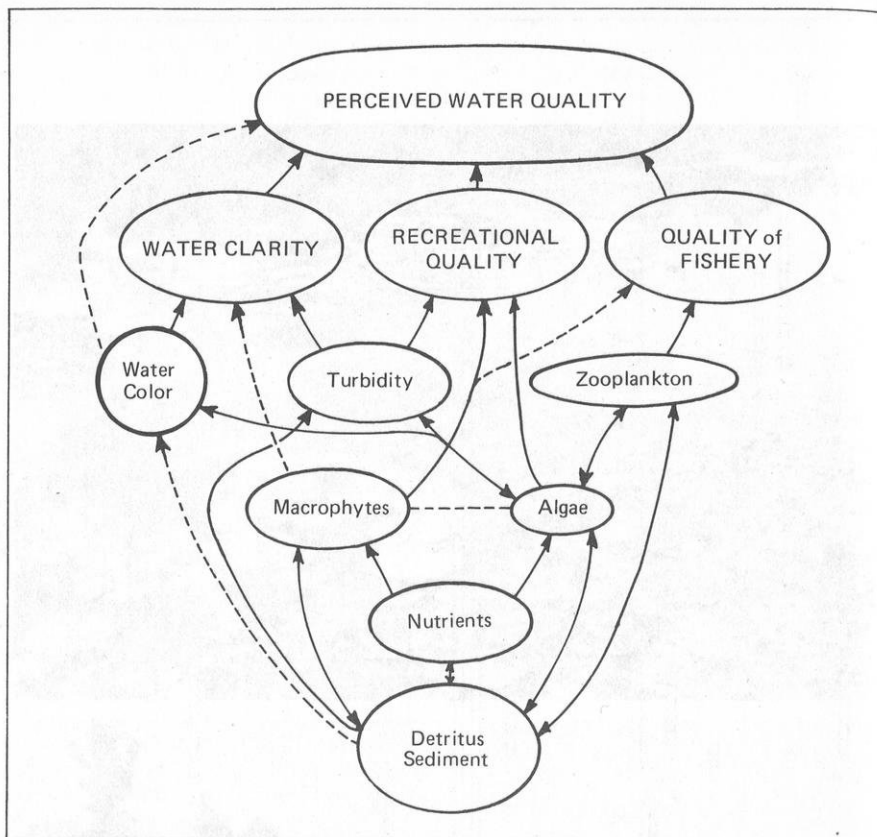 PERCEIVED WATER QUALITY
WATER CLARITY
RECREATIONAL
QUALITY
QUALITY of
FISHERY
Water
Color
Turbidity
Zooplankton
Macrophytes
Algae
Nutrients
Detritus
Sediment